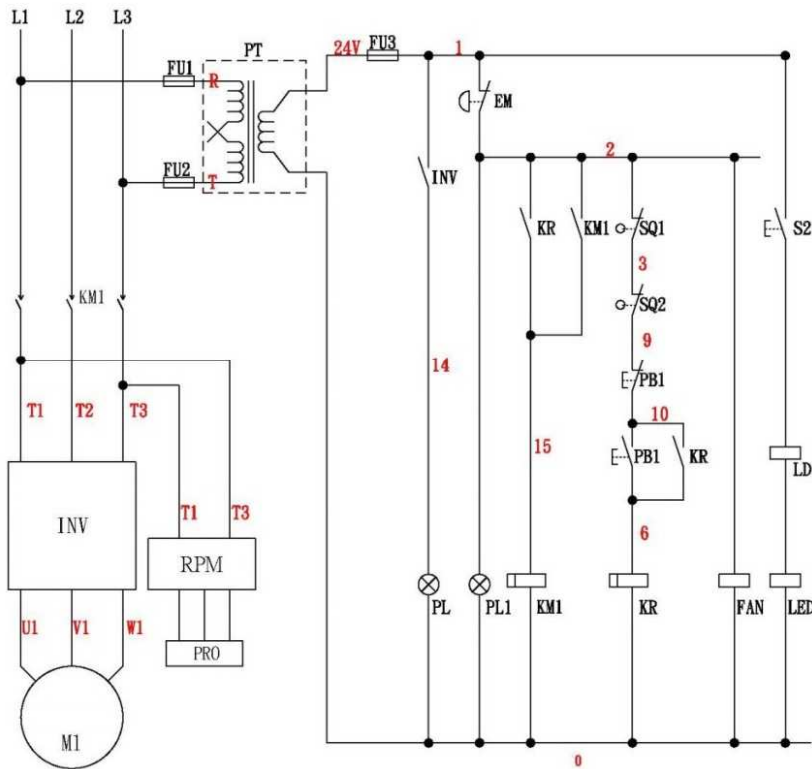 L1 L2 L3
FU1
R
PT
24V
FU3
1
EM
FU2
T
INV
2
KR
KM1
SQ1
S2
3
KM1
SQ2
9
14
PB1
10
T1 T2 T3
15
PB1
KR
LD
INV
T1 T3
6
RPM
PL
PL1
KM1
KR
FAN
LED
U1 V1 W1
PRO
M1
0